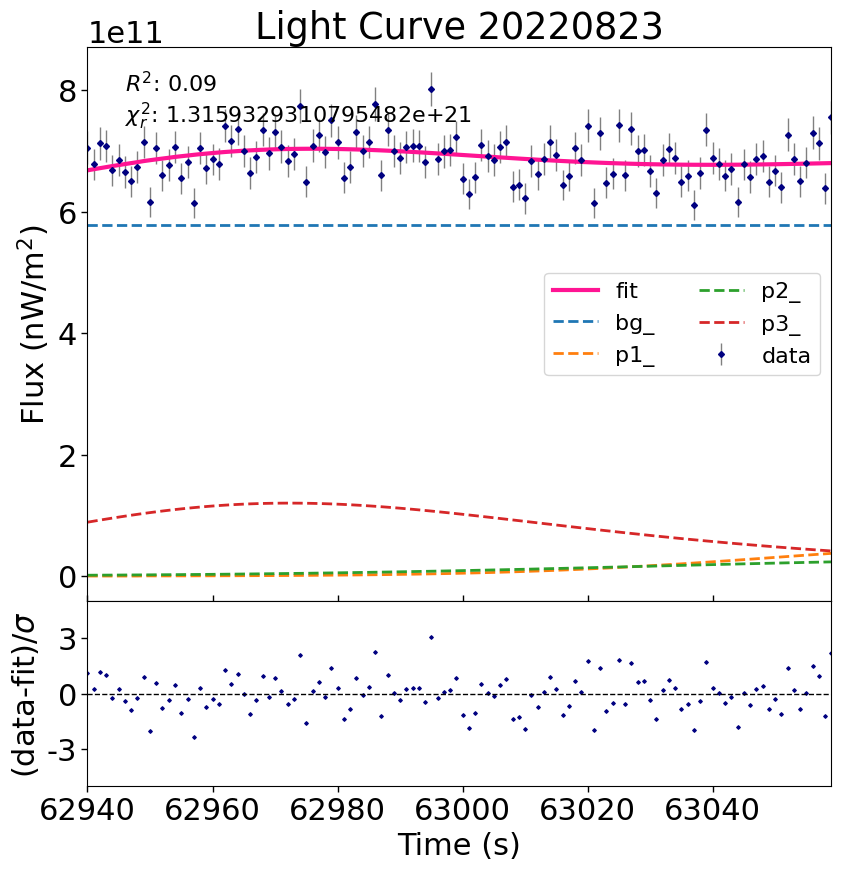 Light Curve 20220823
1e11
R²: 0.09
χ²ᵣ: 1.3159329310795482e+21
8
6
4
2
0
Flux (nW/m²)
fit
bg_
p1_
p2_
p3_
data
3
0
-3
(data-fit)/σ
62940 62960 62980 63000 63020 63040
Time (s)